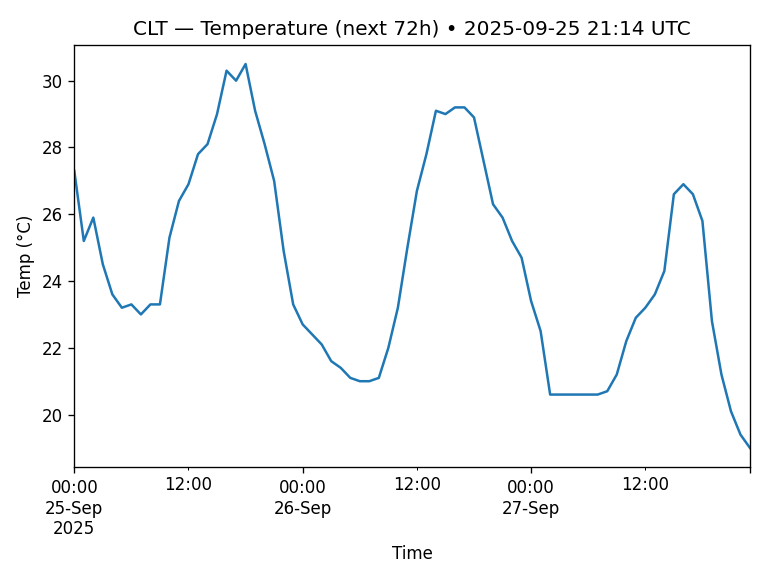 CLT — Temperature (next 72h) • 2025-09-25 21:14 UTC
Temp (°C)
30
28
26
24
22
20
00:00
25-Sep
2025
12:00
00:00
26-Sep
12:00
00:00
27-Sep
12:00
Time